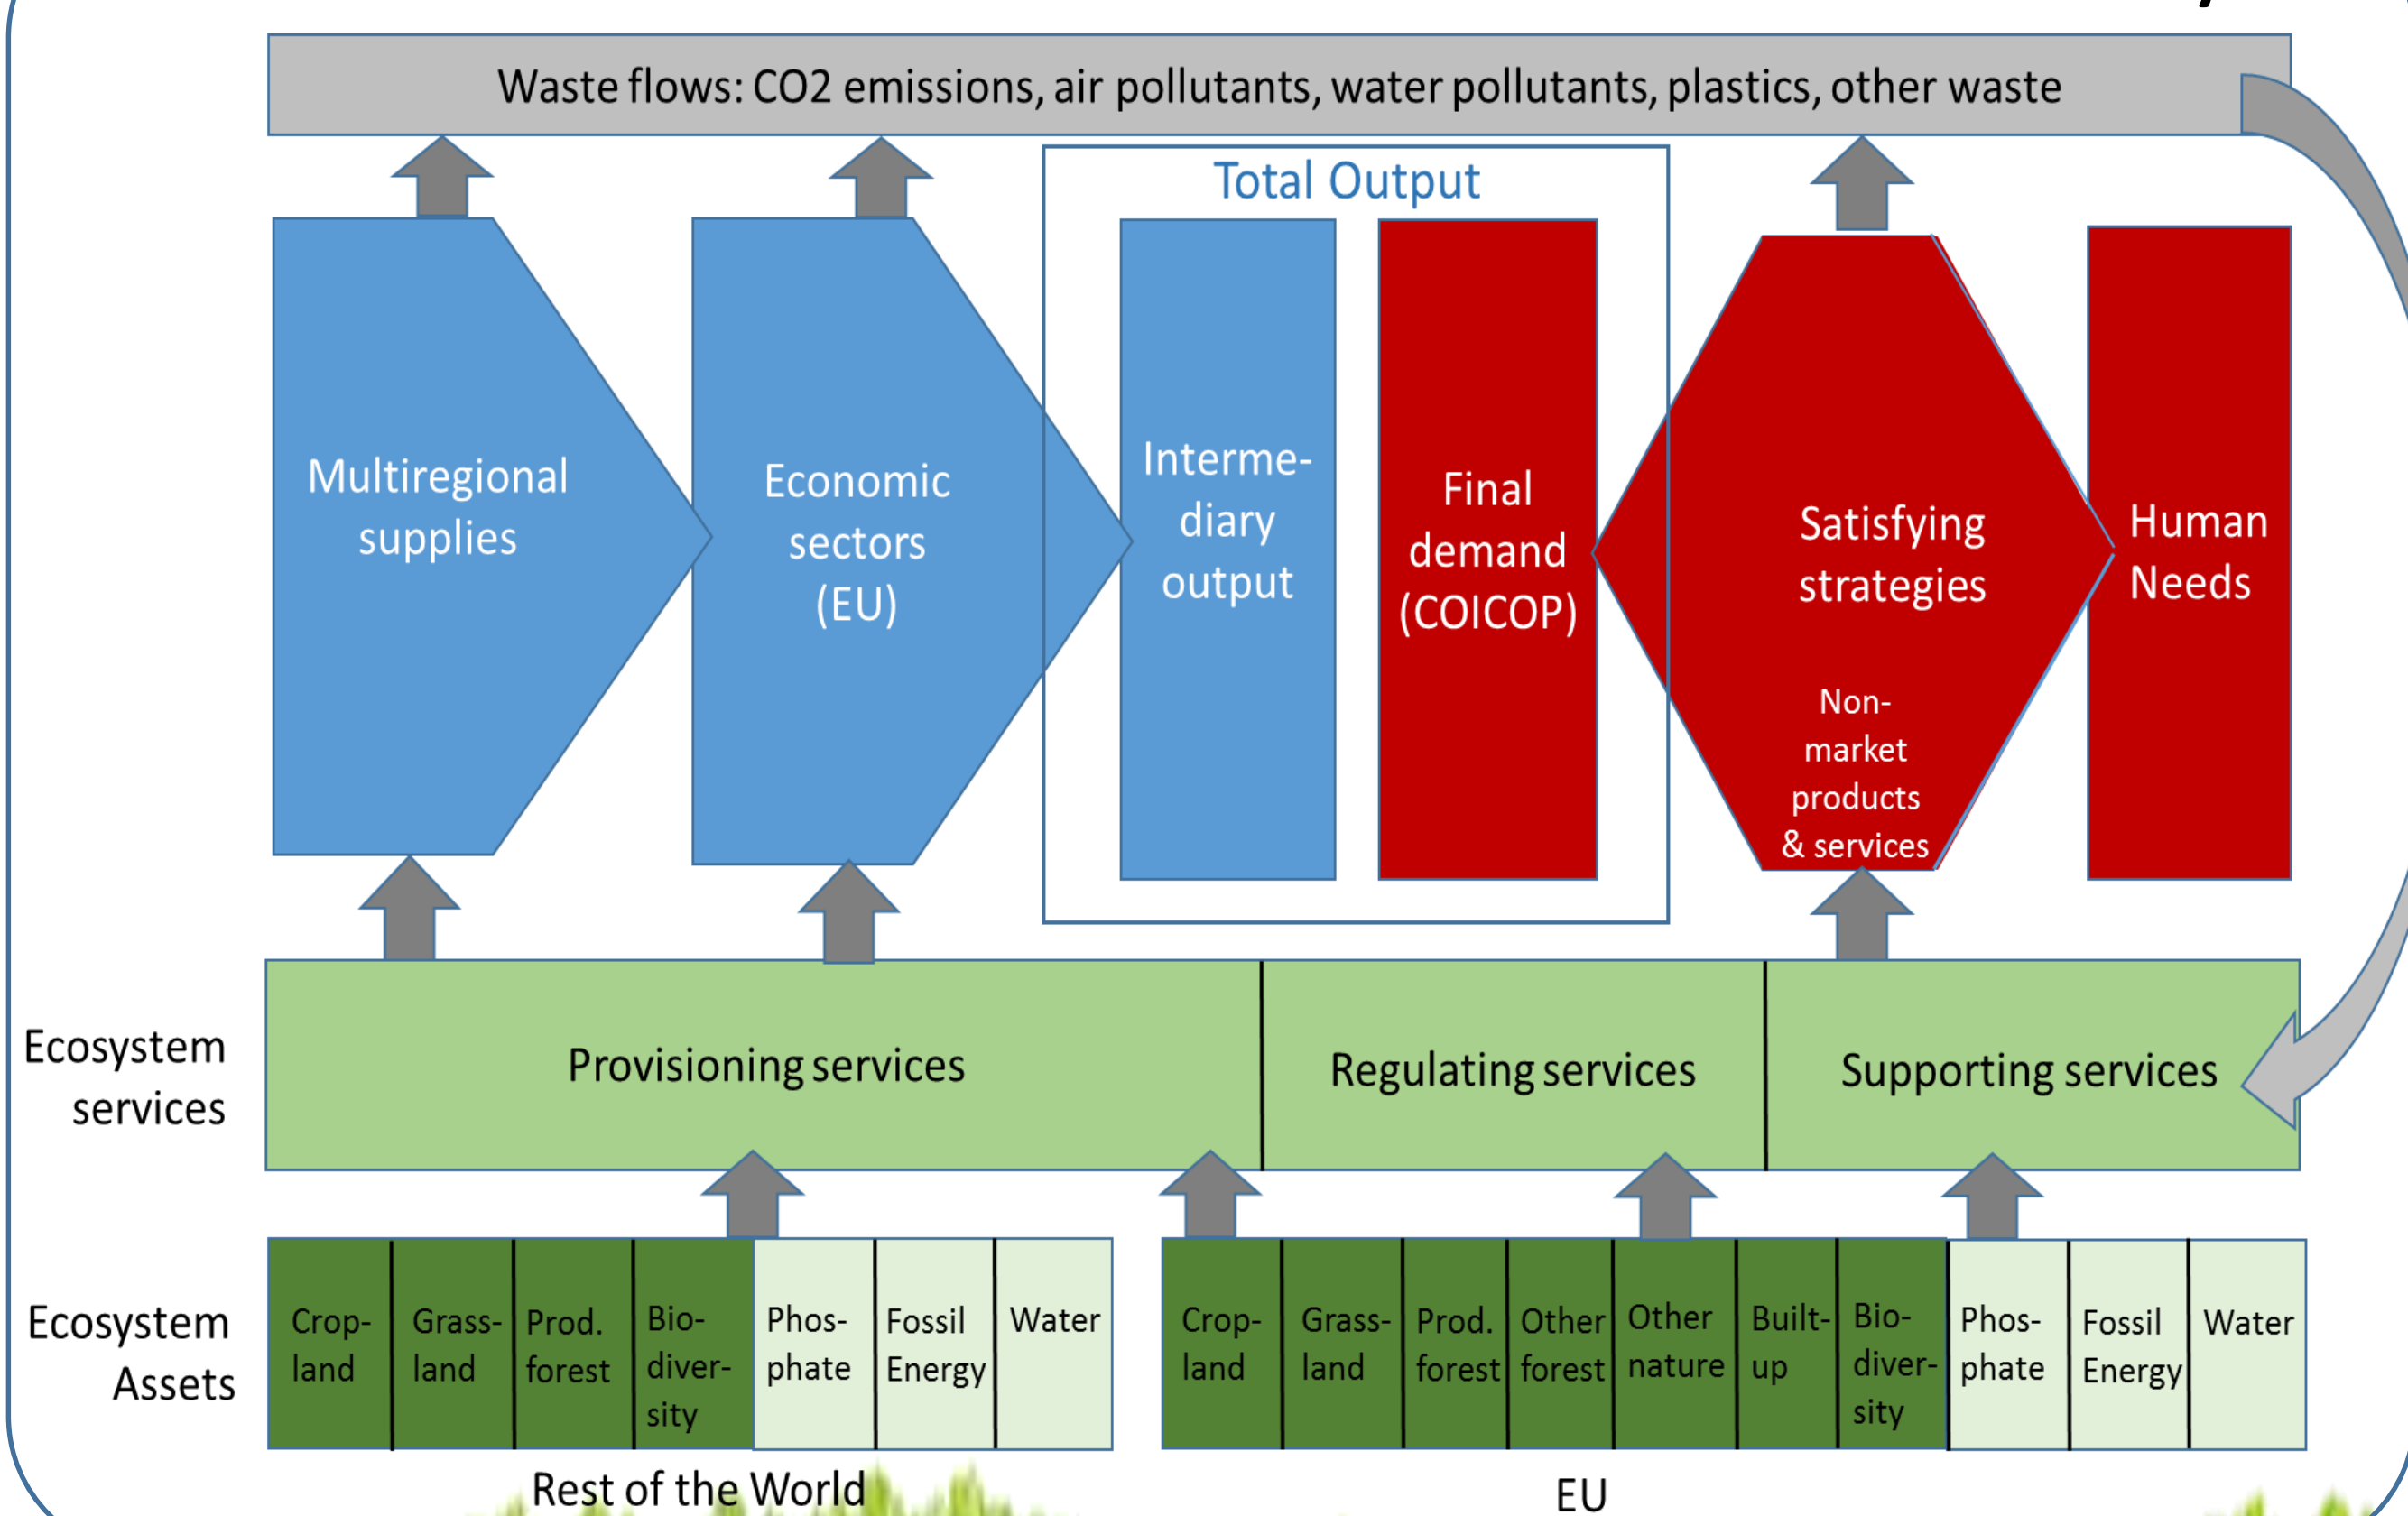 Waste flows: CO2 emissions, air pollutants, water pollutants, plastics, other waste
Total Output
Multiregional
supplies
Economic
sectors
(EU)
Interme-
diary
output
Final
demand
(COICOP)
Satisfying
strategies
Non-
market
products
& services
Human
Needs
Ecosystem
services
Provisioning services
Regulating services
Supporting services
Ecosystem
Assets
Crop-
land
Grass-
land
Prod.
forest
Bio-
diver-
sity
Phos-
phate
Fossil
Energy
Water
Crop-
land
Grass-
land
Prod.
forest
Other
forest
Other
nature
Built-
up
Bio-
diver-
sity
Phos-
phate
Fossil
Energy
Water
Rest of the World
EU